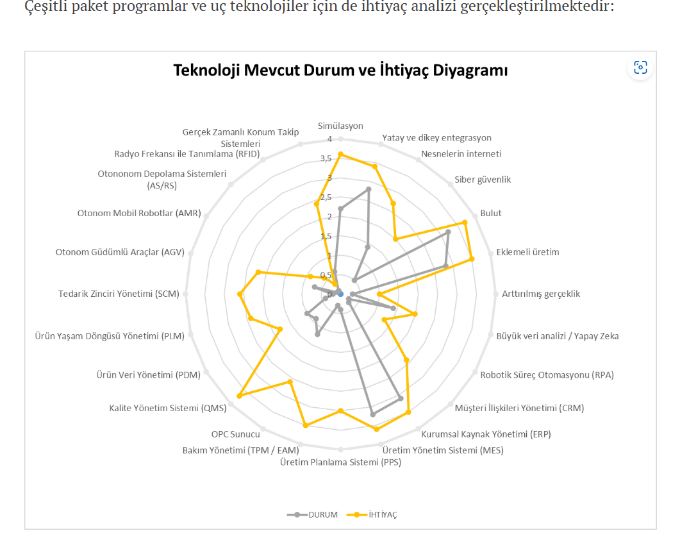 Çeşitli paket programlar ve uç teknolojiler için de ihtiyaç analizi gerçekleştirilmektedir:
Teknoloji Mevcut Durum ve İhtiyaç Diyagramı
Simülasyon
Yatay ve dikey entegrasyon
Nesnelerin interneti
Siber güvenlik
Bulut
Eklemeli üretim
Arttırılmış gerçeklik
Büyük veri analizi / Yapay Zeka
Robotik Süreç Otomasyonu (RPA)
Müşteri İlişkileri Yönetimi (CRM)
Kurumsal Kaynak Yönetimi (ERP)
Üretim Yönetim Sistemi (MES)
Üretim Planlama Sistemi (PPS)
Bakım Yönetimi (TPM / EAM)
OPC Sunucu
Kalite Yönetim Sistemi (QMS)
Ürün Veri Yönetimi (PDM)
Ürün Yaşam Döngüsü Yönetimi (PLM)
Tedarik Zinciri Yönetimi (SCM)
Otonom Güdümlü Araçlar (AGV)
Otonom Mobil Robotlar (AMR)
Otononom Depolama Sistemleri
(AS/RS)
Radyo Frekansı ile Tanımlama (RFID)
Gerçek Zamanlı Konum Takip
Sistemleri
4
3,5
3
2,5
2
1,5
1
0,5
0
DURUM
İHTİYAÇ